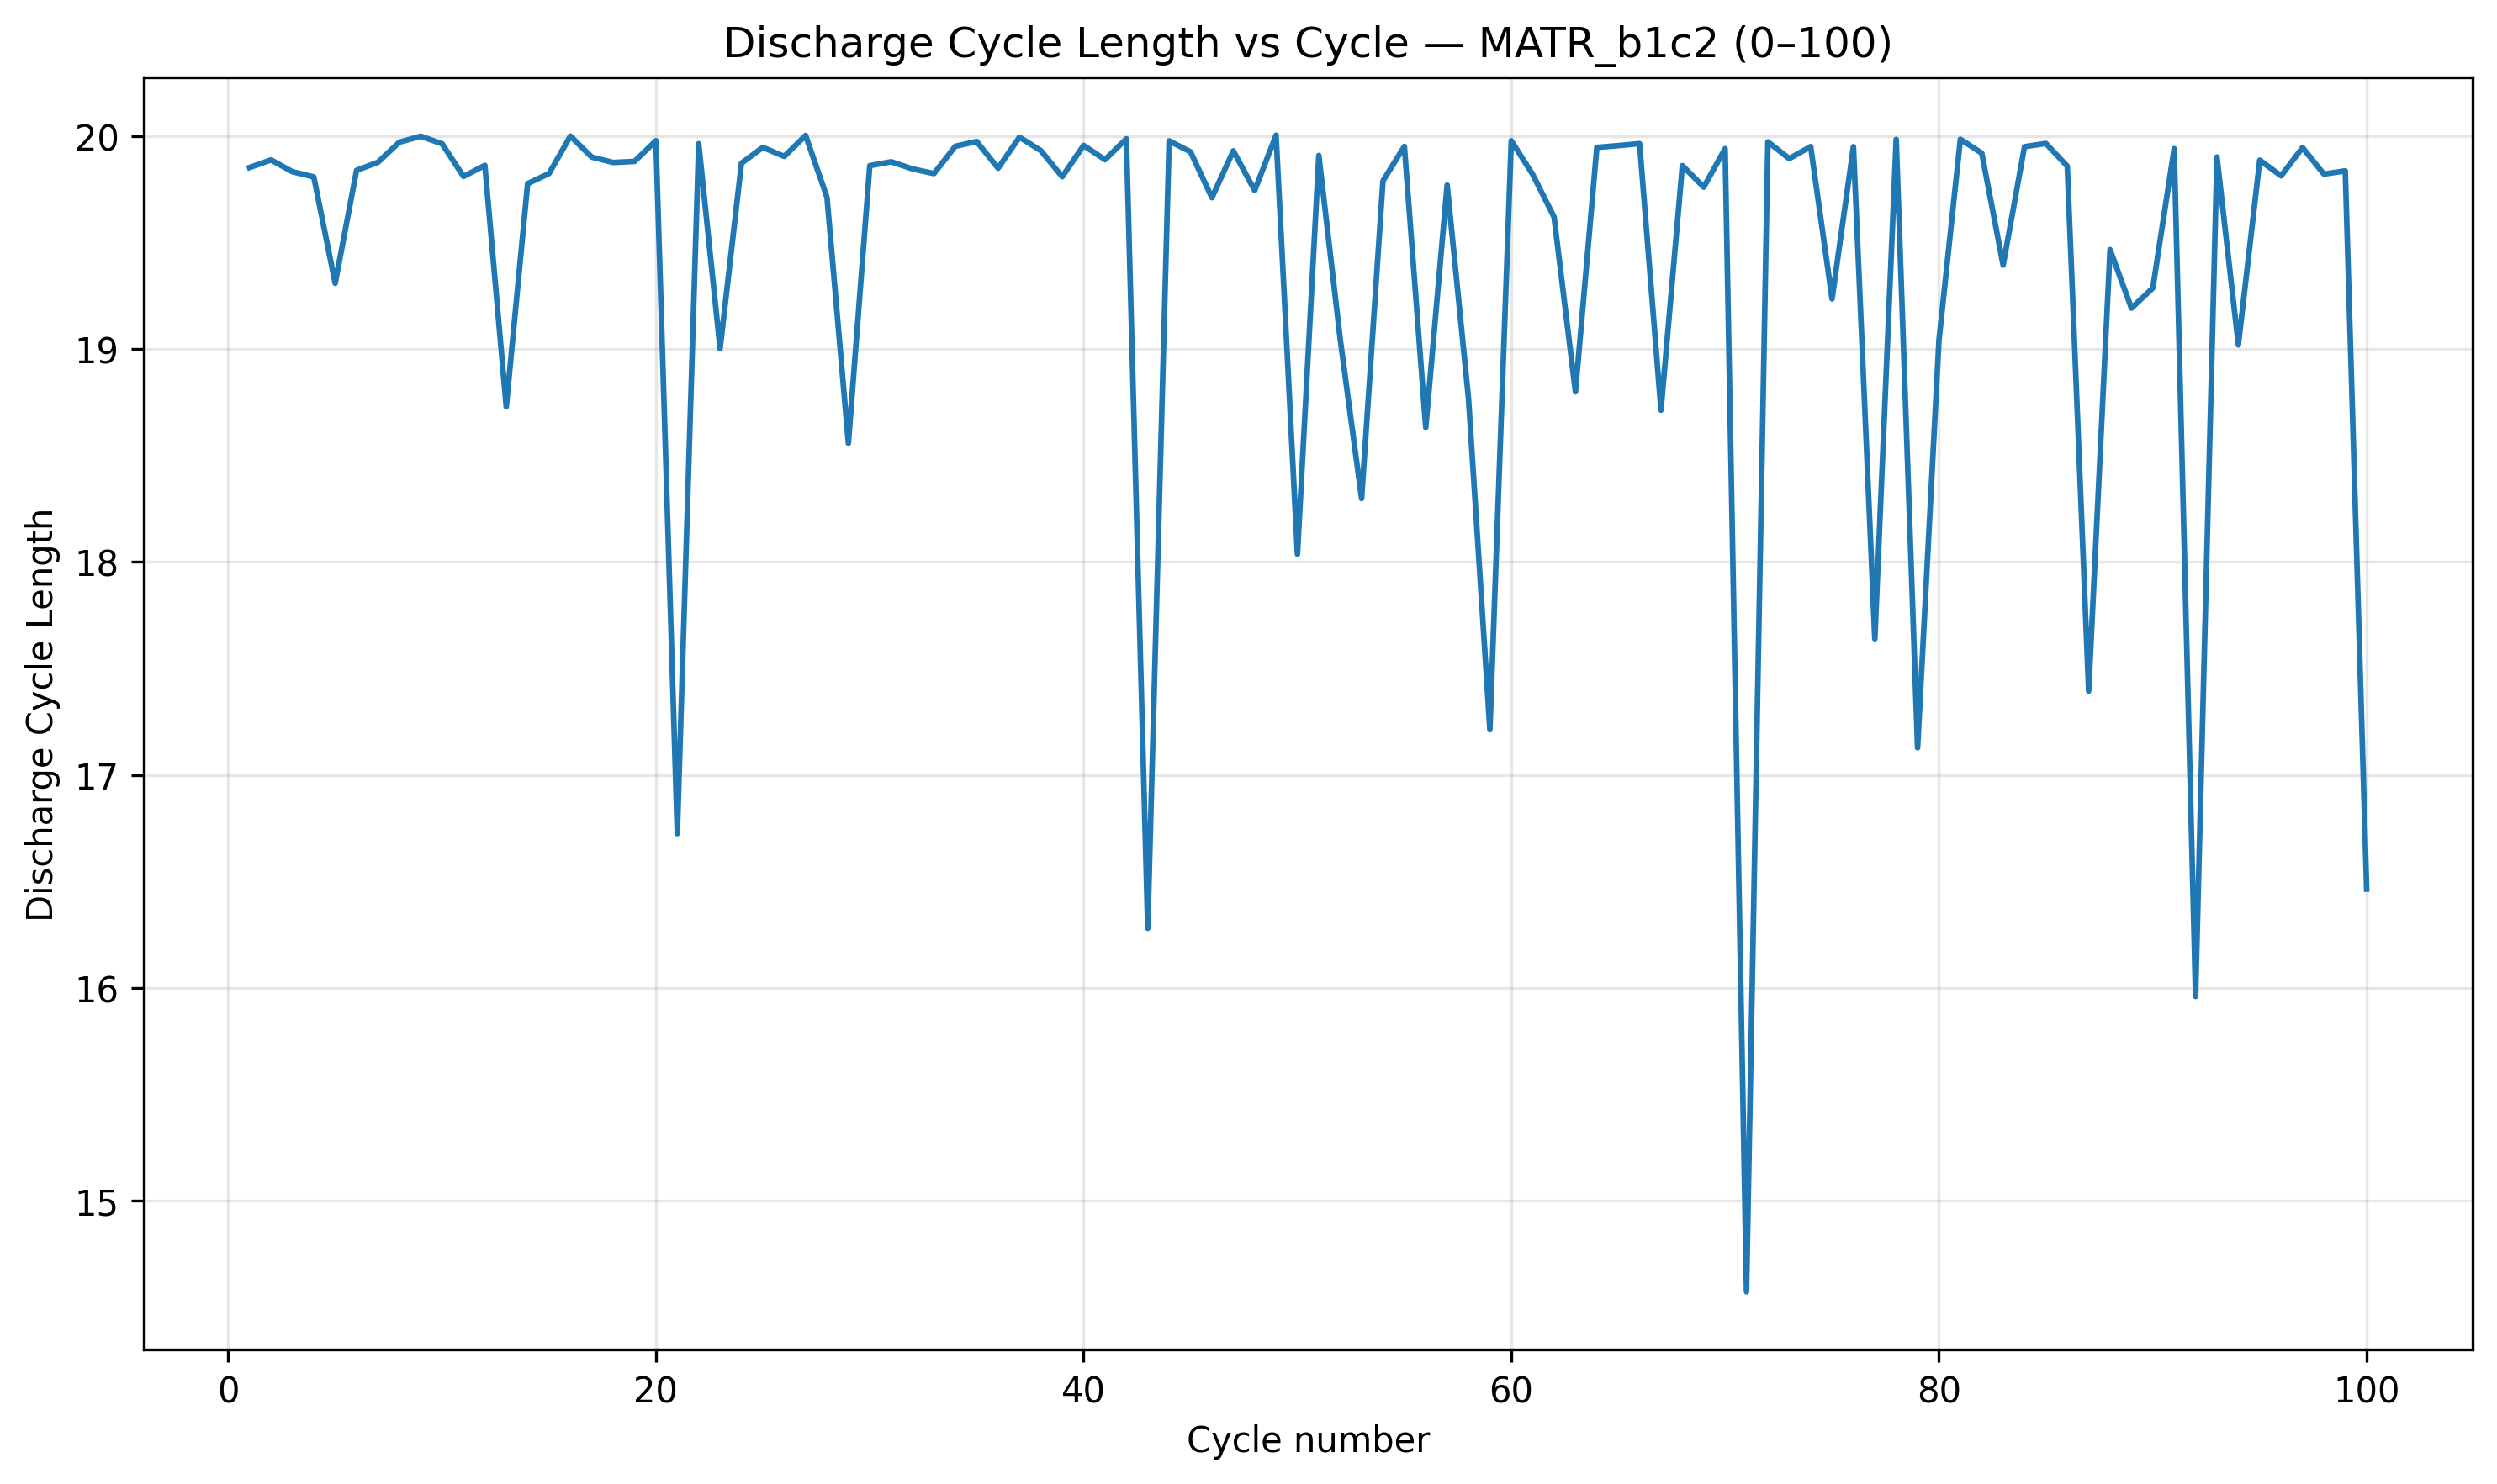 Discharge Cycle Length vs Cycle — MATR_b1c2 (0–100)
Discharge Cycle Length
20
19
18
17
16
15
0 20 40 60 80 100
Cycle number